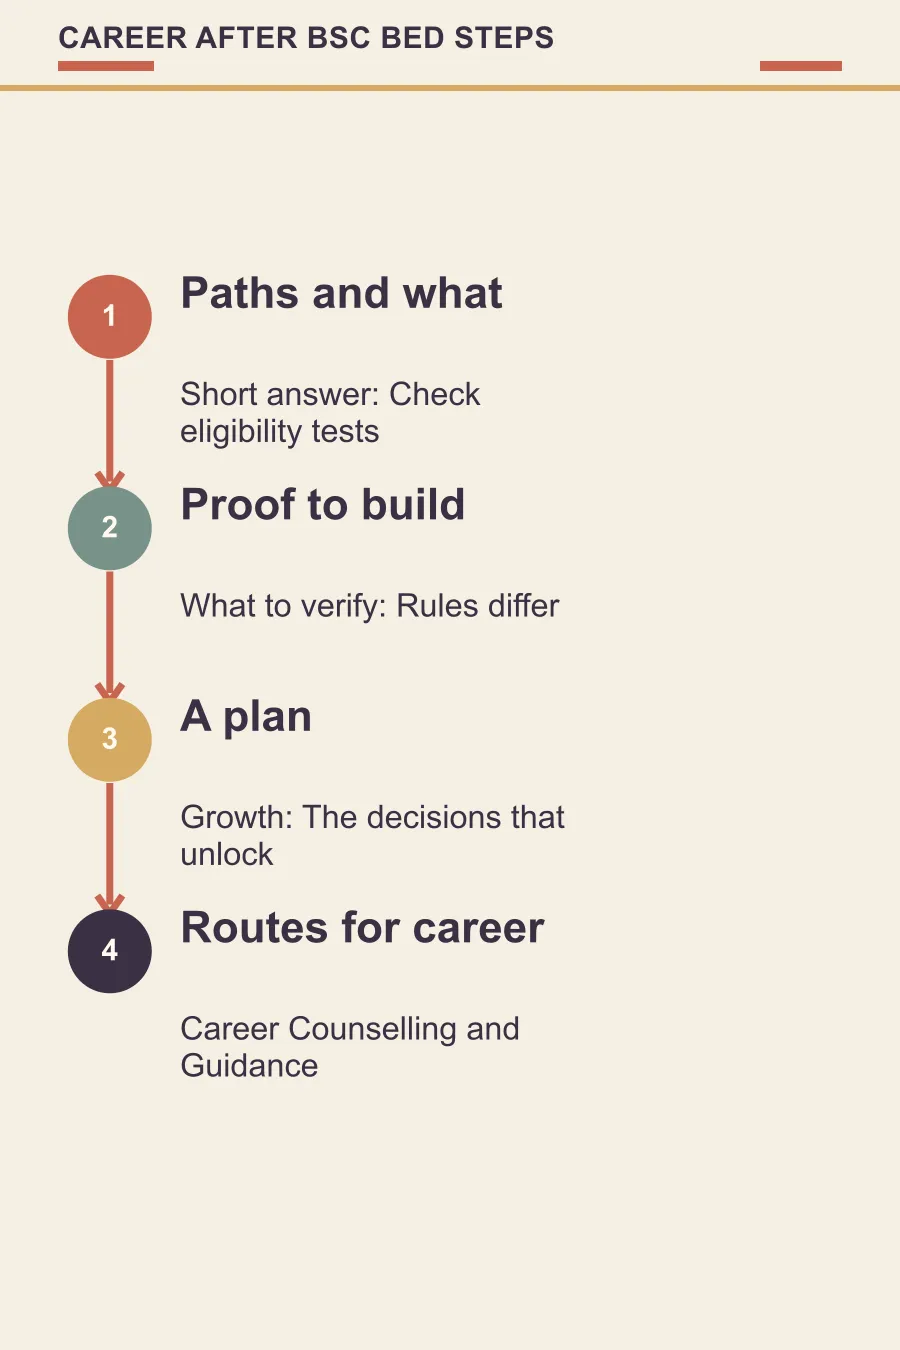 CAREER AFTER BSC BED STEPS
1
Paths and what
Short answer: Check
eligibility tests
2
Proof to build
What to verify: Rules differ
3
A plan
Growth: The decisions that
unlock
4
Routes for career
Career Counselling and
Guidance